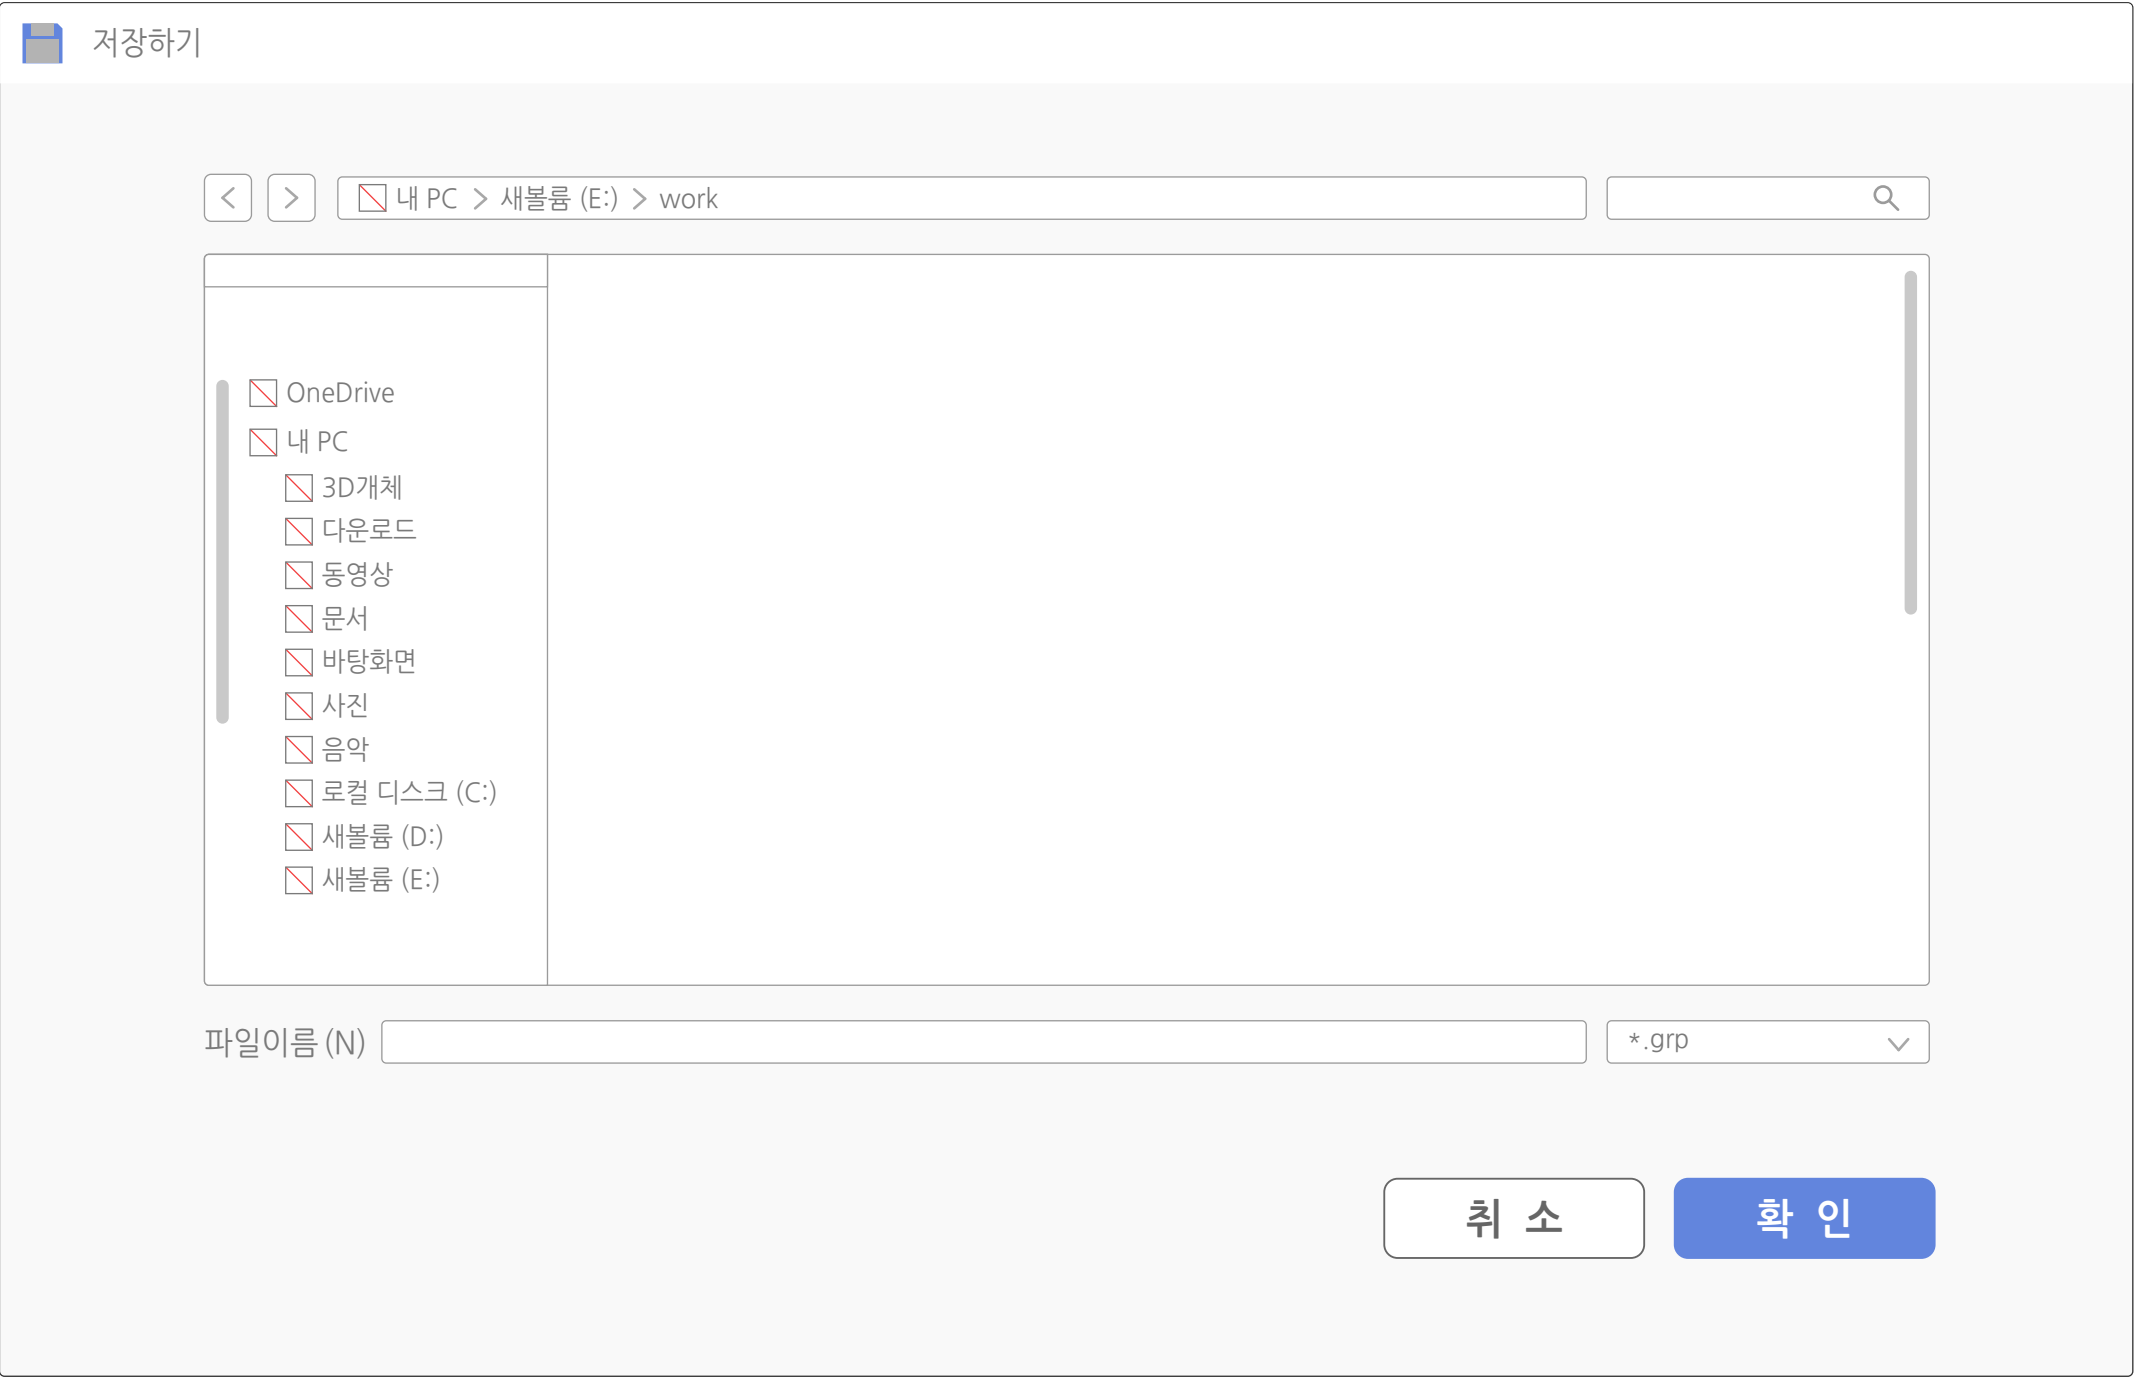 저장하기
내 PC > 새볼륨 (E:) > work
OneDrive
내 PC
3D개체
다운로드
동영상
문서
바탕화면
사진
음악
로컬 디스크 (C:)
새볼륨 (D:)
새볼륨 (E:)
파일이름 (N)
*.grp
취 소
확 인